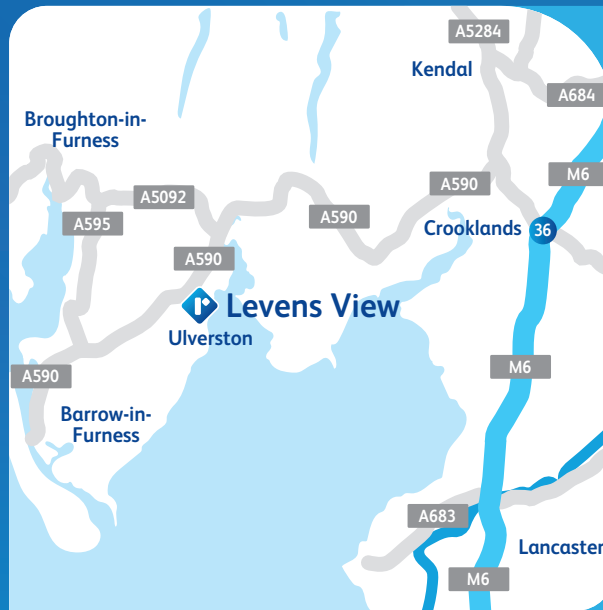 A5284
Kendal
A684
Broughton-in-
Furness
M6
A590
A5092
A595
A590
Crooklands 36
A590
r Levens View
Ulverston
M6
A590
Barrow-in-
Furness
A683
Lancaster
M6